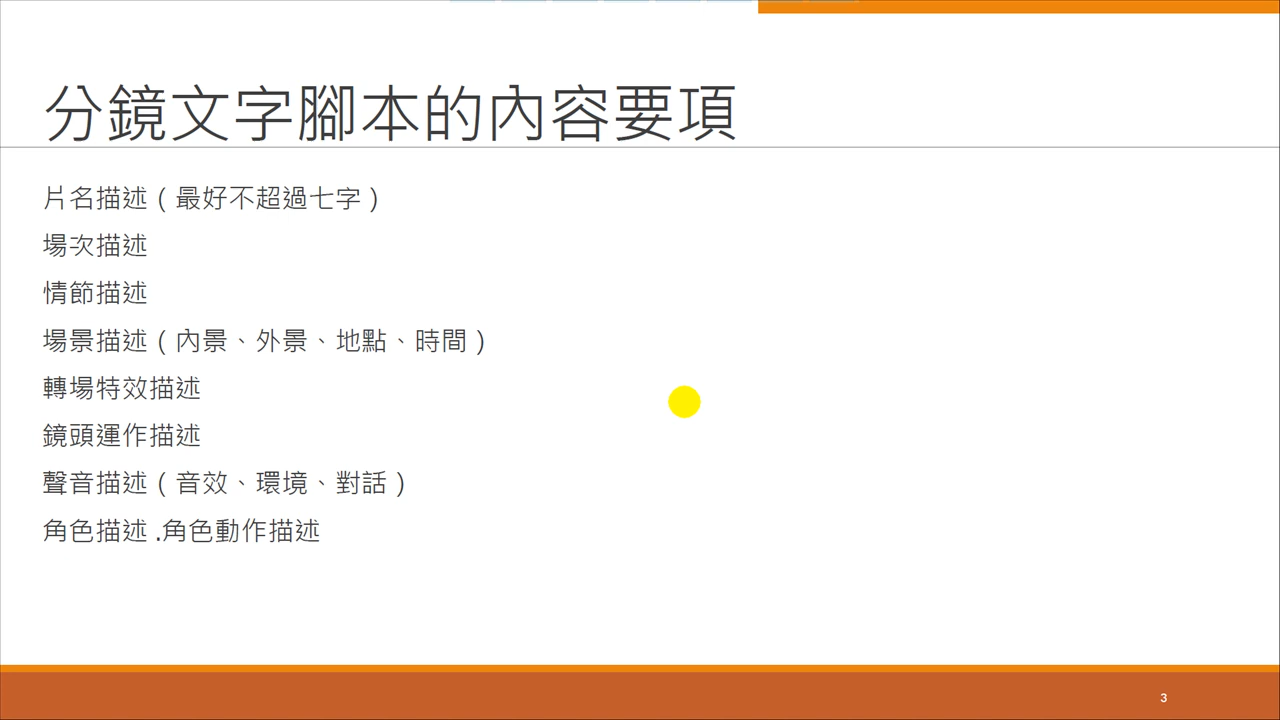 分鏡文字腳本的內容要項
片名描述（最好不超過七字）
場次描述
情節描述
場景描述（內景、外景、地點、時間）
轉場特效描述
鏡頭運作描述
聲音描述（音效、環境、對話）
角色描述.角色動作描述
3